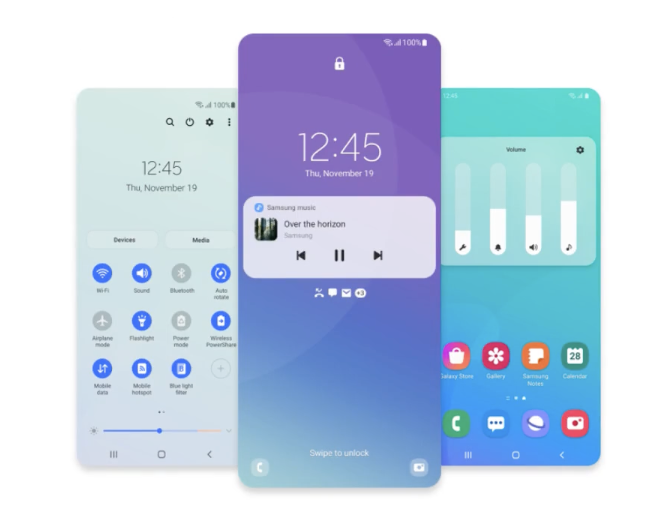 100%
12:45
Thu, November 19
Devices Media
Wi-Fi Sound Bluetooth Auto rotate
Airplane mode Flashlight Power mode Wireless PowerShare
Mobile data Mobile hotspot Blue light filter
100%
12:45
Thu, November 19
Samsung music
Over the horizon
Samsung
+3
Swipe to unlock
12:45
Volume
Galaxy Store Gallery Samsung Notes 28 Calendar